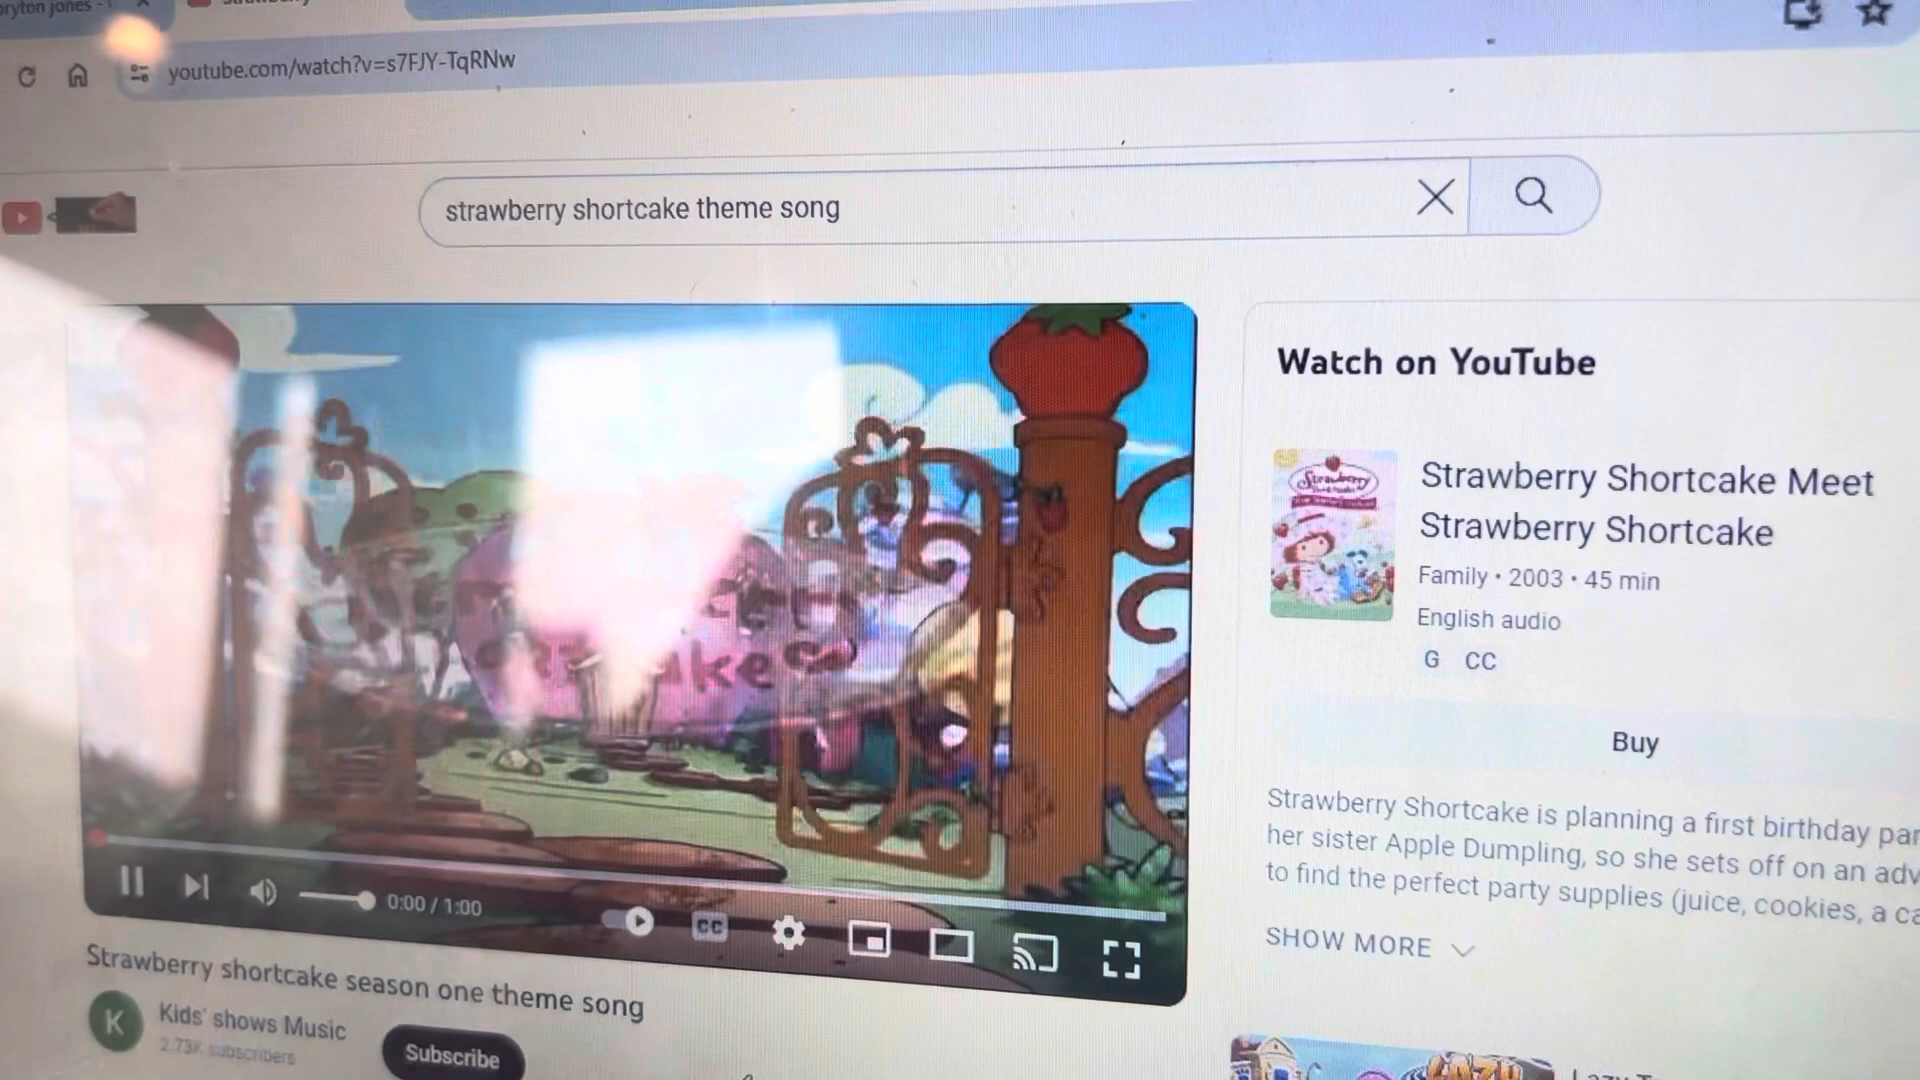 youtube.com/watch?v=s7FJY-TqRNw
strawberry shortcake theme song
Watch on YouTube
Strawberry Shortcake Meet
Strawberry Shortcake
Family • 2003 • 45 min
English audio
G CC
Buy
Strawberry Shortcake is planning a first birthday par
her sister Apple Dumpling, so she sets off on an adv
to find the perfect party supplies (juice, cookies, a ca
SHOW MORE
0:00 / 1:00
CC
Strawberry shortcake season one theme song
K
Kids' shows Music
2.73K subscribers
Subscribe